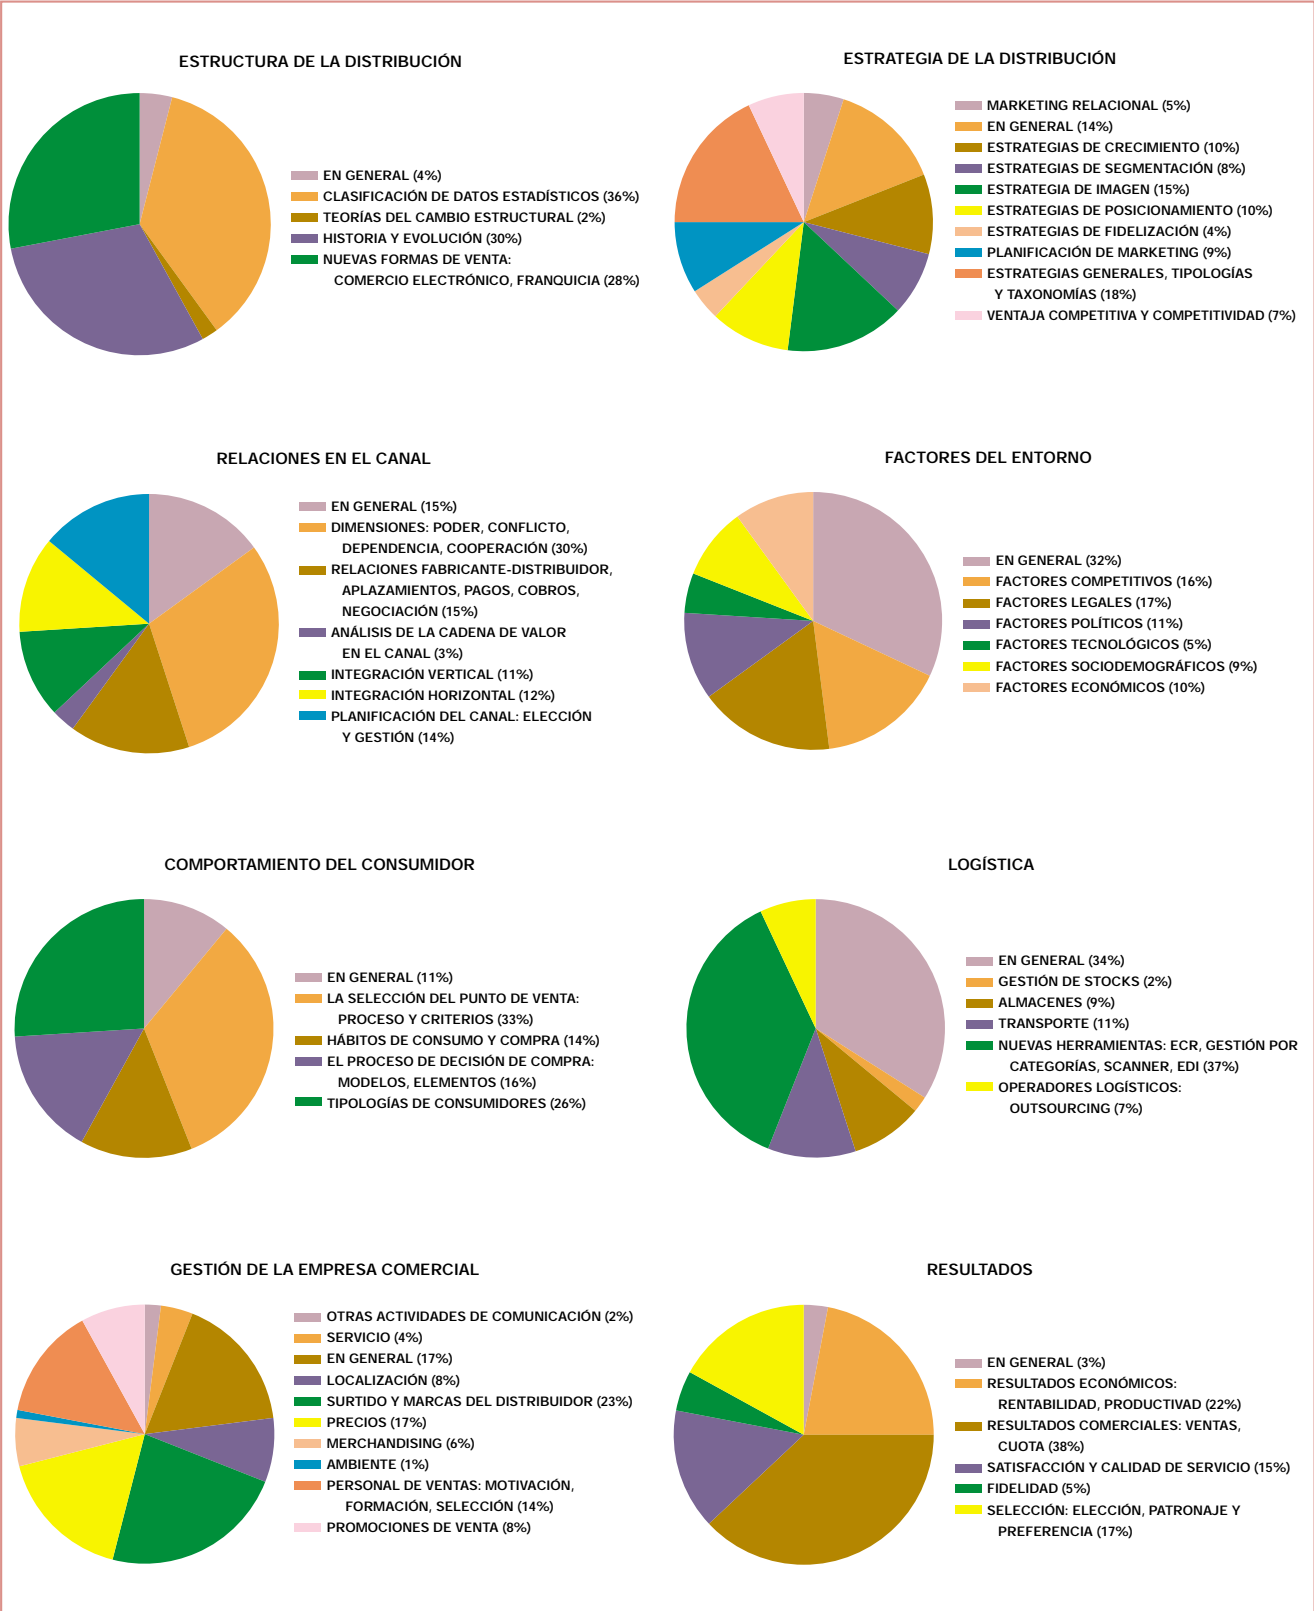 ESTRUCTURA DE LA DISTRIBUCIÓN
EN GENERAL (4%)
CLASIFICACIÓN DE DATOS ESTADÍSTICOS (36%)
TEORÍAS DEL CAMBIO ESTRUCTURAL (2%)
HISTORIA Y EVOLUCIÓN (30%)
NUEVAS FORMAS DE VENTA:
COMERCIO ELECTRÓNICO, FRANQUICIA (28%)
ESTRATEGIA DE LA DISTRIBUCIÓN
MARKETING RELACIONAL (5%)
EN GENERAL (14%)
ESTRATEGIAS DE CRECIMIENTO (10%)
ESTRATEGIAS DE SEGMENTACIÓN (8%)
ESTRATEGIA DE IMAGEN (15%)
ESTRATEGIAS DE POSICIONAMIENTO (10%)
ESTRATEGIAS DE FIDELIZACIÓN (4%)
PLANIFICACIÓN DE MARKETING (9%)
ESTRATEGIAS GENERALES, TIPOLOGÍAS
Y TAXONOMÍAS (18%)
VENTAJA COMPETITIVA Y COMPETITIVIDAD (7%)
RELACIONES EN EL CANAL
EN GENERAL (15%)
DIMENSIONES: PODER, CONFLICTO,
DEPENDENCIA, COOPERACIÓN (30%)
RELACIONES FABRICANTE-DISTRIBUIDOR,
APLAZAMIENTOS, PAGOS, COBROS,
NEGOCIACIÓN (15%)
ANÁLISIS DE LA CADENA DE VALOR
EN EL CANAL (3%)
INTEGRACIÓN VERTICAL (11%)
INTEGRACIÓN HORIZONTAL (12%)
PLANIFICACIÓN DEL CANAL: ELECCIÓN
Y GESTIÓN (14%)
FACTORES DEL ENTORNO
EN GENERAL (32%)
FACTORES COMPETITIVOS (16%)
FACTORES LEGALES (17%)
FACTORES POLÍTICOS (11%)
FACTORES TECNOLÓGICOS (5%)
FACTORES SOCIODEMOGRÁFICOS (9%)
FACTORES ECONÓMICOS (10%)
COMPORTAMIENTO DEL CONSUMIDOR
EN GENERAL (11%)
LA SELECCIÓN DEL PUNTO DE VENTA:
PROCESO Y CRITERIOS (33%)
HÁBITOS DE CONSUMO Y COMPRA (14%)
EL PROCESO DE DECISIÓN DE COMPRA:
MODELOS, ELEMENTOS (16%)
TIPOLOGÍAS DE CONSUMIDORES (26%)
LOGÍSTICA
EN GENERAL (34%)
GESTIÓN DE STOCKS (2%)
ALMACENES (9%)
TRANSPORTE (11%)
NUEVAS HERRAMIENTAS: ECR, GESTIÓN POR
CATEGORÍAS, SCANNER, EDI (37%)
OPERADORES LOGÍSTICOS:
OUTSOURCING (7%)
GESTIÓN DE LA EMPRESA COMERCIAL
OTRAS ACTIVIDADES DE COMUNICACIÓN (2%)
SERVICIO (4%)
EN GENERAL (17%)
LOCALIZACIÓN (8%)
SURTIDO Y MARCAS DEL DISTRIBUIDOR (23%)
PRECIOS (17%)
MERCHANDISING (6%)
AMBIENTE (1%)
PERSONAL DE VENTAS: MOTIVACIÓN,
FORMACIÓN, SELECCIÓN (14%)
PROMOCIONES DE VENTA (8%)
RESULTADOS
EN GENERAL (3%)
RESULTADOS ECONÓMICOS:
RENTABILIDAD, PRODUCTIVAD (22%)
RESULTADOS COMERCIALES: VENTAS,
CUOTA (38%)
SATISFACCIÓN Y CALIDAD DE SERVICIO (15%)
FIDELIDAD (5%)
SELECCIÓN: ELECCIÓN, PATRONAJE Y
PREFERENCIA (17%)